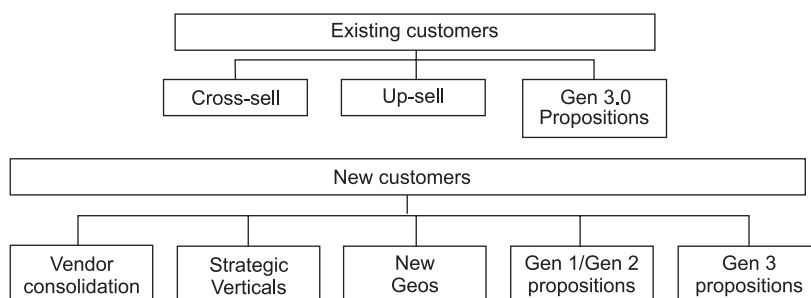 Existing customers
Cross-sell
Up-sell
Gen 3.0
Propositions
New customers
Vendor
consolidation
Strategic
Verticals
New
Geos
Gen 1/Gen 2
propositions
Gen 3
propositions